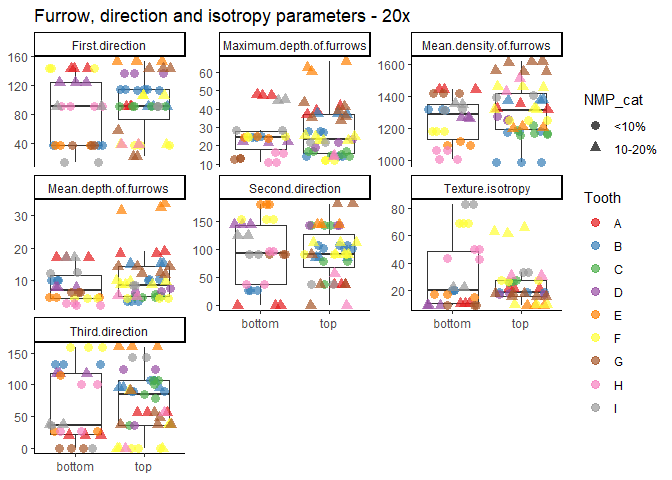 Furrow, direction and isotropy parameters - 20x
First.direction
Maximum.depth.of.furrows
Mean.density.of.furrows
160
120
80
40
60
50
40
30
20
10
1600
1400
1200
1000
NMP_cat
<10%
10-20%
Mean.depth.of.furrows
Second.direction
Texture.isotropy
30
20
10
150
100
50
0
80
60
40
20
bottom
top
bottom
top
Tooth
A
B
C
D
E
F
G
H
I
Third.direction
150
100
50
0
bottom
top